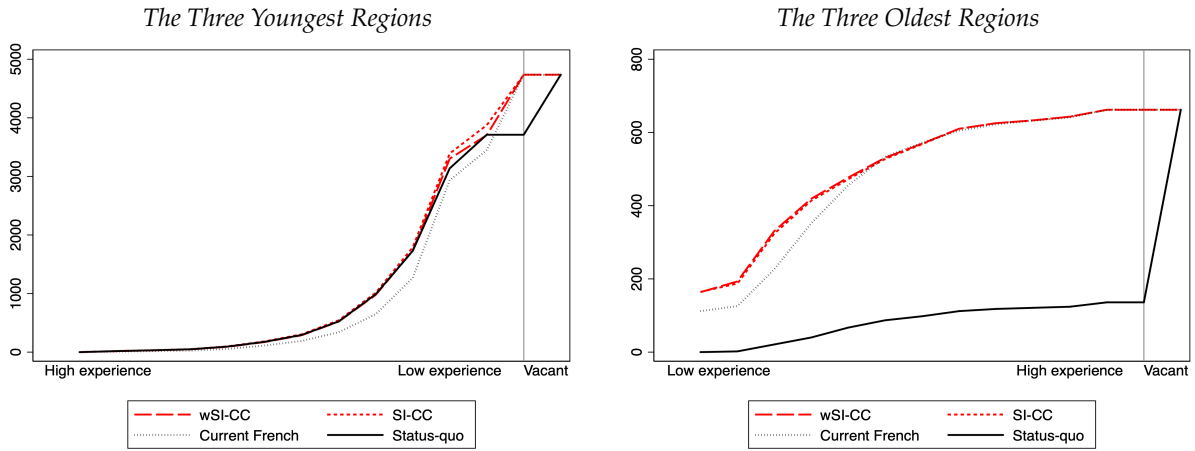 The Three Youngest Regions
5000
4000
3000
2000
1000
0
High experience Low experience Vacant
wSI-CC SI-CC
Current French Status-quo
The Three Oldest Regions
800
600
400
200
0
Low experience High experience Vacant
wSI-CC SI-CC
Current French Status-quo